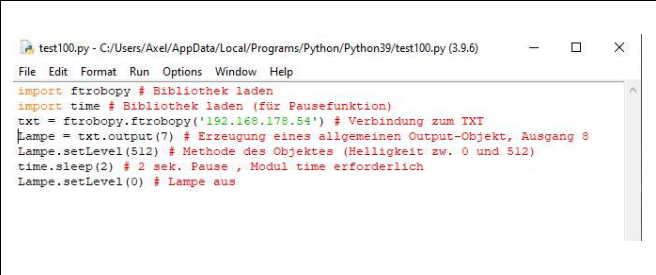 test100.py - C:/Users/Axel/AppData/Local/Programs/Python/Python39/test100.py (3.9.6)
File Edit Format Run Options Window Help
import ftrobopy # Bibliothek laden
import time # Bibliothek laden (für Pausefunktion)
txt = ftrobopy.ftrobopy('192.168.178.54') # Verbindung zum TXT
Lampe = txt.output(7) # Erzeugung eines allgemeinen Output-Objekt, Ausgang 8
Lampe.setLevel(512) # Methode des Objektes (Helligkeit zw. 0 und 512)
time.sleep(2) # 2 sek. Pause , Modul time erforderlich
Lampe.setLevel(0) # Lampe aus